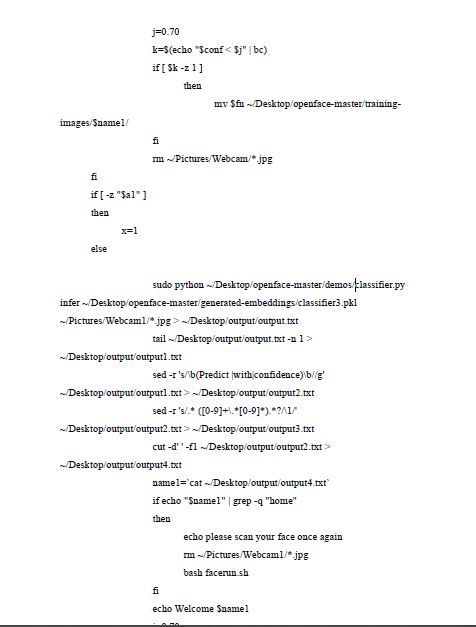 j=0.70
k=$(echo "$conf < $j" | bc)
if [ $k -z 1 ]
then
mv $fn ~/Desktop/openface-master/training-
images/$name1/
fi
rm ~/Pictures/Webcam/*.jpg
fi
if [ -z "$a1" ]
then
x=1
else
sudo python ~/Desktop/openface-master/demos/classifier.py
infer ~/Desktop/openface-master/generated-embeddings/classifier3.pkl
~/Pictures/Webcam1/*.jpg > ~/Desktop/output/output.txt
tail ~/Desktop/output/output.txt -n 1 >
~/Desktop/output/output1.txt
sed -r 's/\b(Predict |with|confidence)\b//g'
~/Desktop/output/output1.txt > ~/Desktop/output/output2.txt
sed -r 's/.* ([0-9]+\.*[0-9]*).*?/\1/'
~/Desktop/output/output2.txt > ~/Desktop/output/output3.txt
cut -d' ' -f1 ~/Desktop/output/output2.txt >
~/Desktop/output/output4.txt
name1=`cat ~/Desktop/output/output4.txt`
if echo "$name1" | grep -q "home"
then
echo please scan your face once again
rm ~/Pictures/Webcam1/*.jpg
bash facerun.sh
fi
echo Welcome $name1